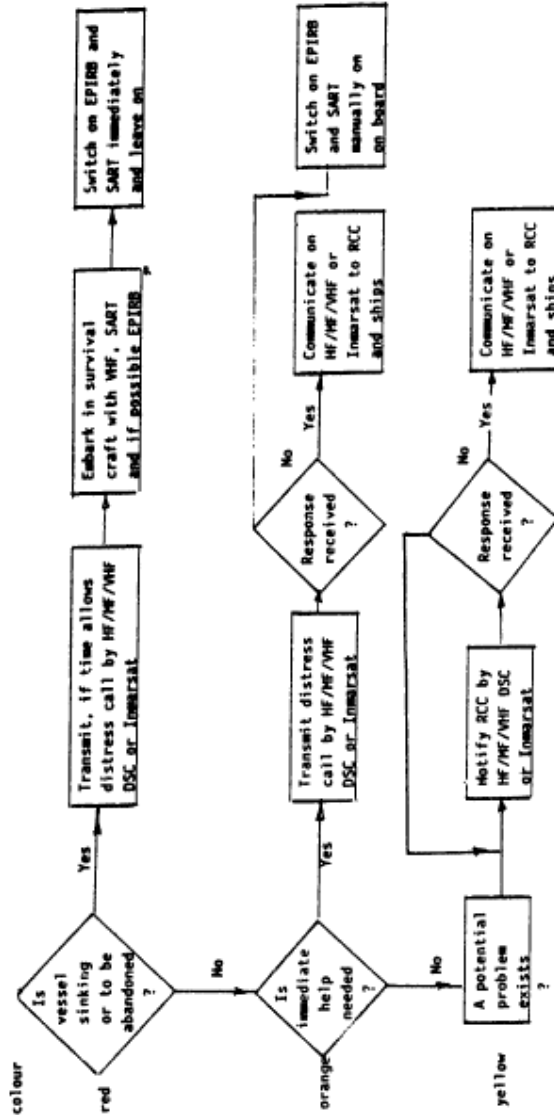 colour
red
Is
vessel
sinking
or to be
abandoned
?
Yes
Transmit, if time allows
distress call by HF/MF/VHF
DSC or Inmarsat
Embark in survival
craft with VHF, SART
and if possible EPIRB
Switch on EPIRB and
SART immediately
and leave on
No
orange
Is
immediate
help
needed
?
Yes
Transmit distress
call by HF/MF/VHF
DSC or Inmarsat
Response
received
?
No
Yes
Communicate on
HF/MF/VHF or
Inmarsat to RCC
and ships
Switch on EPIRB
and SART
manually on
on board
No
yellow
A potential
problem
exists
?
Notify RCC by
HF/MF/VHF DSC
or Inmarsat
Response
received
?
No
Yes
Communicate on
HF/MF/VHF or
Inmarsat to RCC
and ships